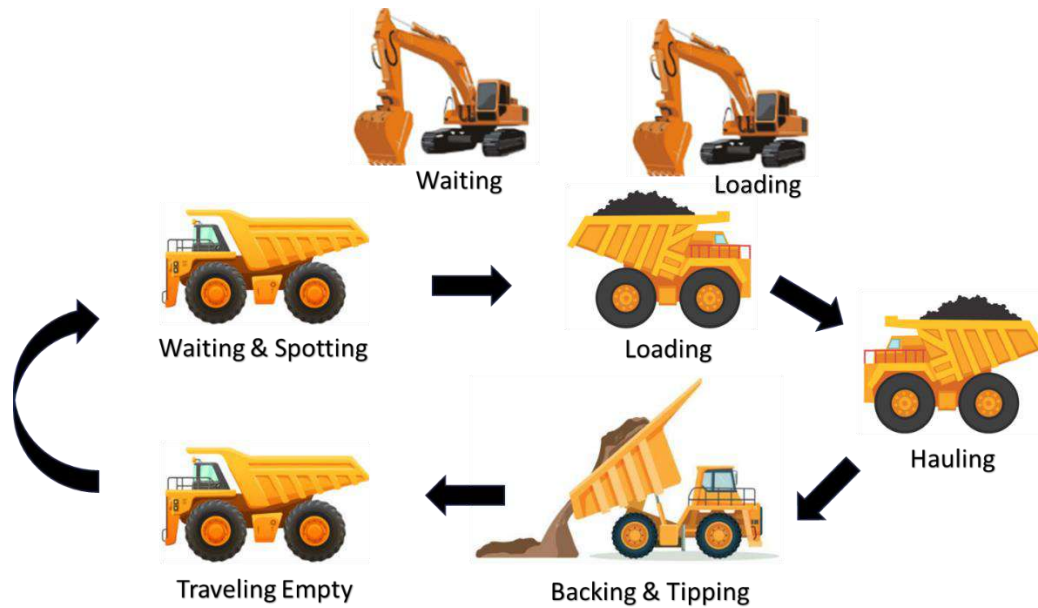 Waiting
Loading
Waiting & Spotting
Loading
Hauling
Traveling Empty
Backing & Tipping